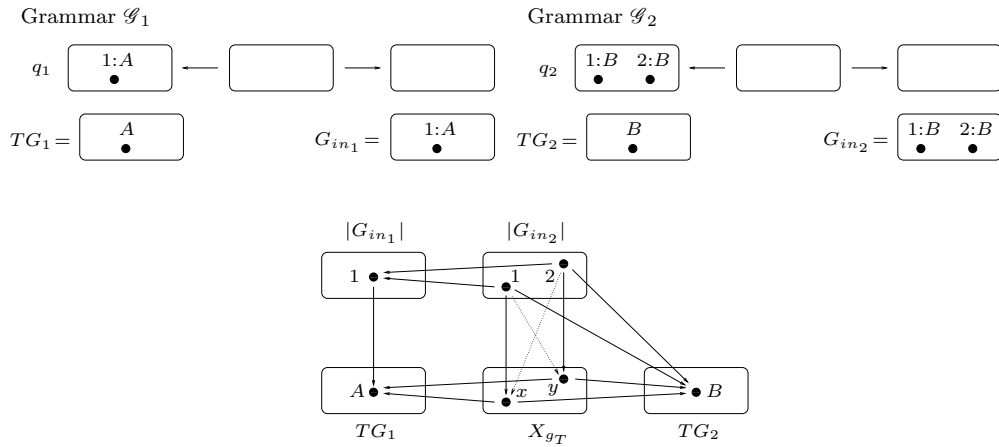 Grammar 𝒢₁ Grammar 𝒢₂
q₁ 1:A q₂ 1:B 2:B
TG₁ = A G_{in₁} = 1:A TG₂ = B G_{in₂} = 1:B 2:B
|G_{in₁}| |G_{in₂}|
1 1 2
A x y B
TG₁ X_{g_T} TG₂